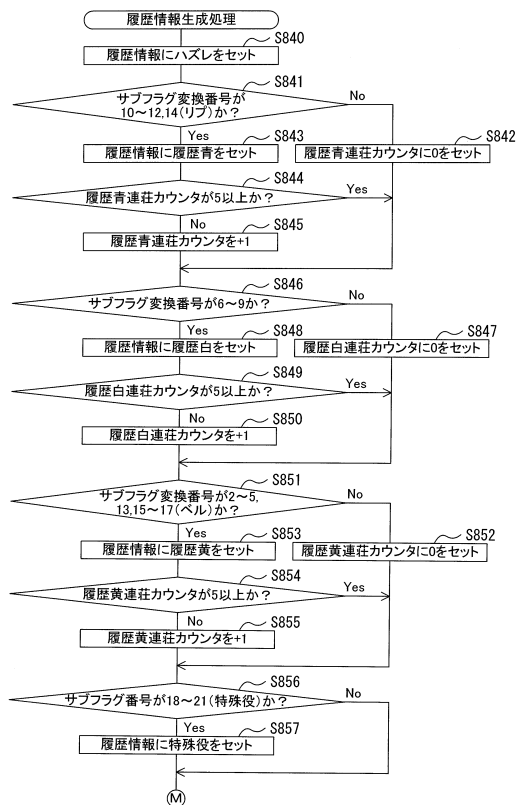 履歴情報生成処理
S840
履歴情報にハズレをセット
S841
サブフラグ変換番号が
10～12,14(リプ)か？
No
Yes
S843
S842
履歴情報に履歴青をセット
履歴青連荘カウンタに0をセット
S844
履歴青連荘カウンタが5以上か？
Yes
No
S845
履歴青連荘カウンタを+1
S846
サブフラグ変換番号が6～9か？
No
Yes
S848
S847
履歴情報に履歴白をセット
履歴白連荘カウンタに0をセット
S849
履歴白連荘カウンタが5以上か？
Yes
No
S850
履歴白連荘カウンタを+1
S851
サブフラグ変換番号が2～5,
13,15～17(ベル)か？
No
Yes
S853
S852
履歴情報に履歴黄をセット
履歴黄連荘カウンタに0をセット
S854
履歴黄連荘カウンタが5以上か？
Yes
No
S855
履歴黄連荘カウンタを+1
S856
サブフラグ番号が18～21(特殊役)か？
No
Yes
S857
履歴情報に特殊役をセット
M